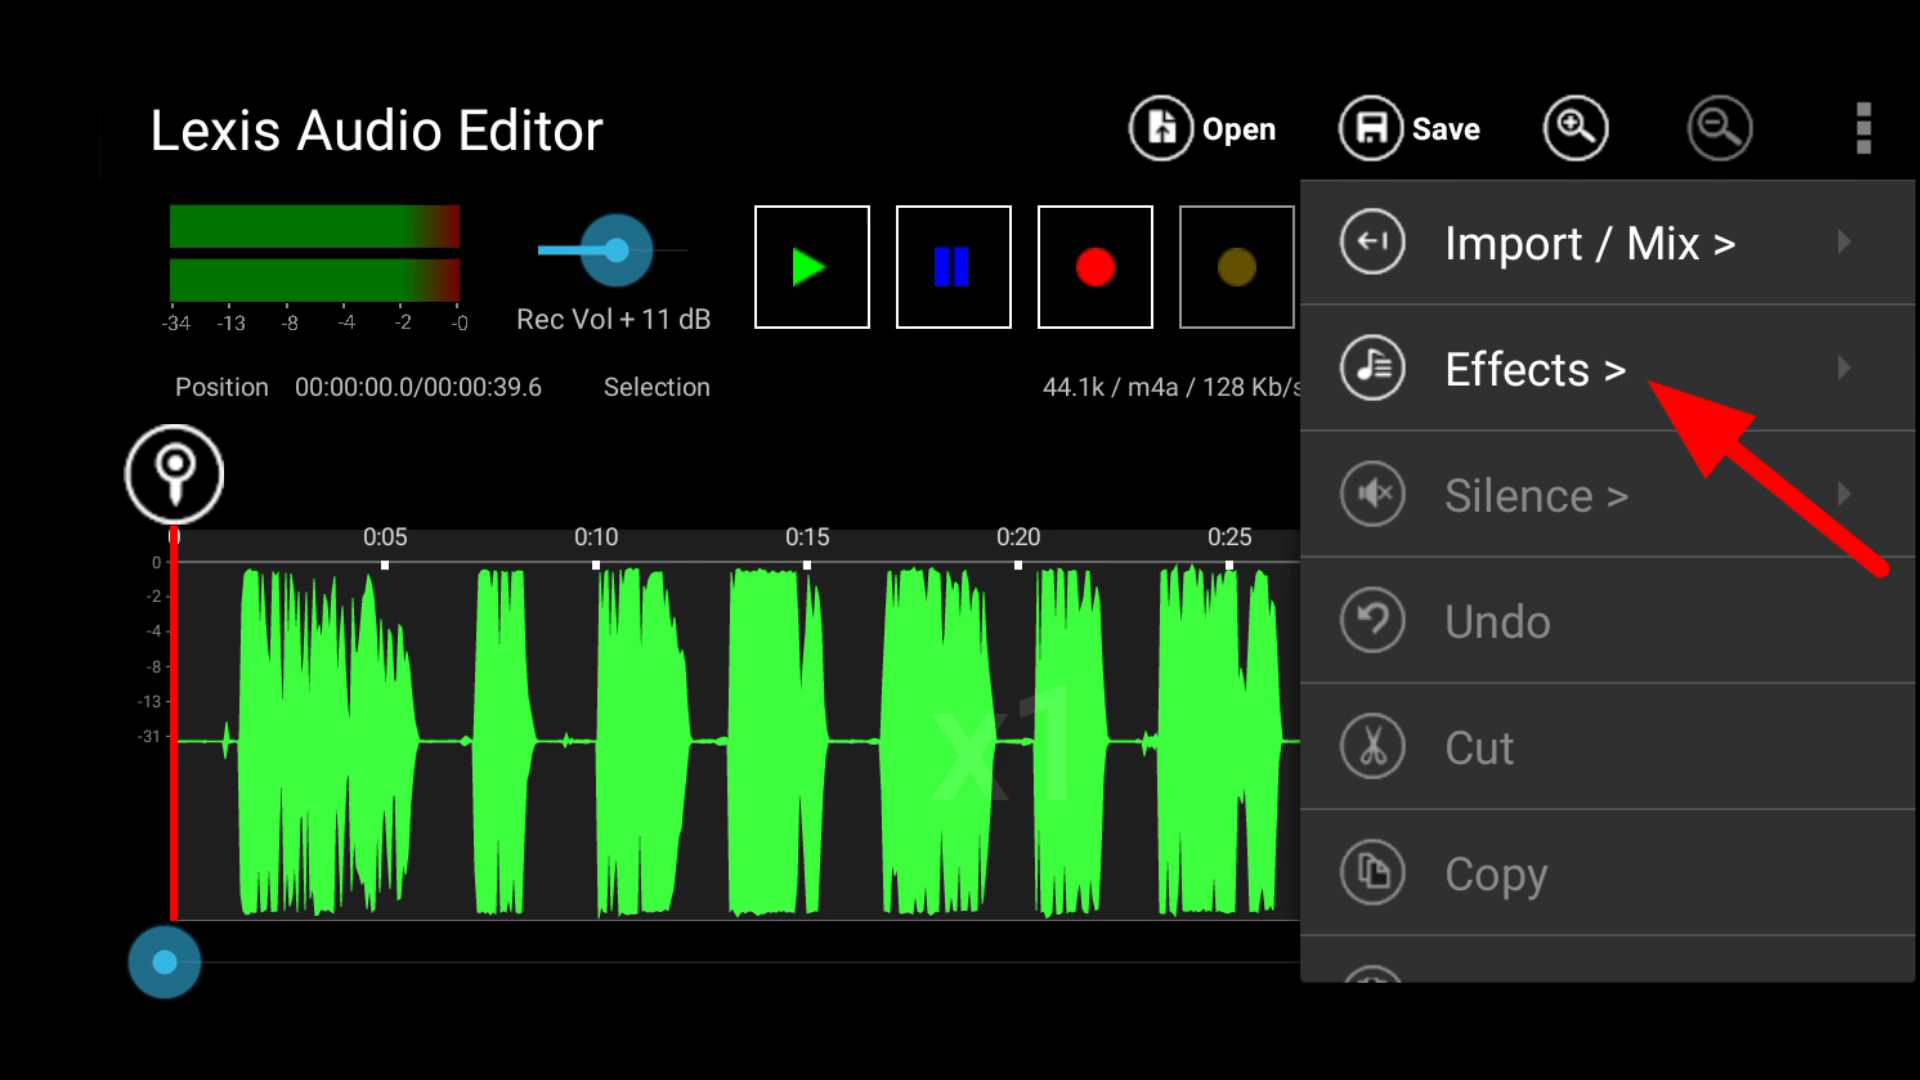 Lexis Audio Editor
Open
Save
-34 -13 -8 -4 -2 -0
Rec Vol + 11 dB
Position 00:00:00.0/00:00:39.6 Selection 44.1k / m4a / 128 Kb/s
0 0:05 0:10 0:15 0:20 0:25
0
-2
-4
-8
-13
-31
x1
Import / Mix >
Effects >
Silence >
Undo
Cut
Copy